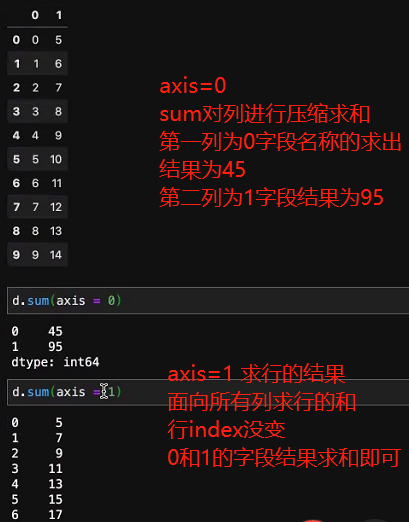 0 1
0 0 5
1 1 6
2 2 7
3 3 8
4 4 9
5 5 10
6 6 11
7 7 12
8 8 13
9 9 14
axis=0
sum对列进行压缩求和
第一列为0字段名称的求出
结果为45
第二列为1字段结果为95
d.sum(axis = 0)
0 45
1 95
dtype: int64
axis=1 求行的结果
面向所有列求行的和
行index没变
0和1的字段结果求和即可
d.sum(axis = 1)
0 5
1 7
2 9
3 11
4 13
5 15
6 17